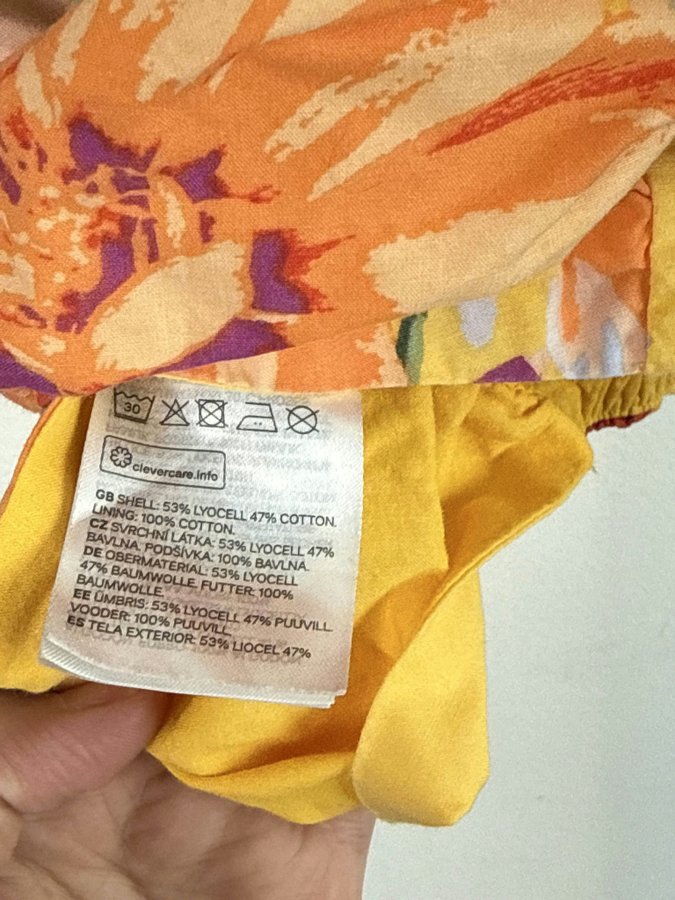 30
clevercare.info
GB SHELL: 53% LYOCELL 47% COTTON.
LINING: 100% COTTON.
CZ SVRCHNÍ LÁTKA: 53% LYOCELL 47%
BAVLNA. PODŠÍVKA: 100% BAVLNA.
DE OBERMATERIAL: 53% LYOCELL
47% BAUMWOLLE. FUTTER: 100%
BAUMWOLLE.
EE ÜMBRIS: 53% LYOCELL 47% PUUVILL.
VOODER: 100% PUUVILL.
ES TELA EXTERIOR: 53% LIOCEL 47%